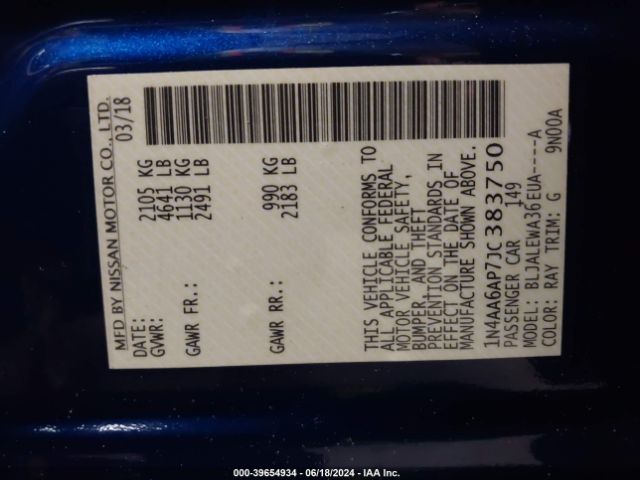 MFD BY NISSAN MOTOR CO., LTD.
DATE: 03/18
GVWR: 2105 KG
4641 LB
GAWR FR.: 1130 KG
2491 LB
GAWR RR.: 990 KG
2183 LB
THIS VEHICLE CONFORMS TO
ALL APPLICABLE FEDERAL
MOTOR VEHICLE SAFETY,
BUMPER, AND THEFT
PREVENTION STANDARDS IN
EFFECT ON THE DATE OF
MANUFACTURE SHOWN ABOVE.
1N4AA6AP7JC383750
PASSENGER CAR 149
MODEL: BLJALEWA36EUA----A
COLOR: RAY TRIM: G 9N00A
000-39654934 - 06/18/2024 - IAA Inc.